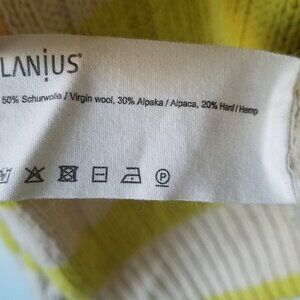 LANIUS
50% Schurwolle / Virgin wool, 30% Alpaka / Alpaca, 20% Hanf / Hemp
P